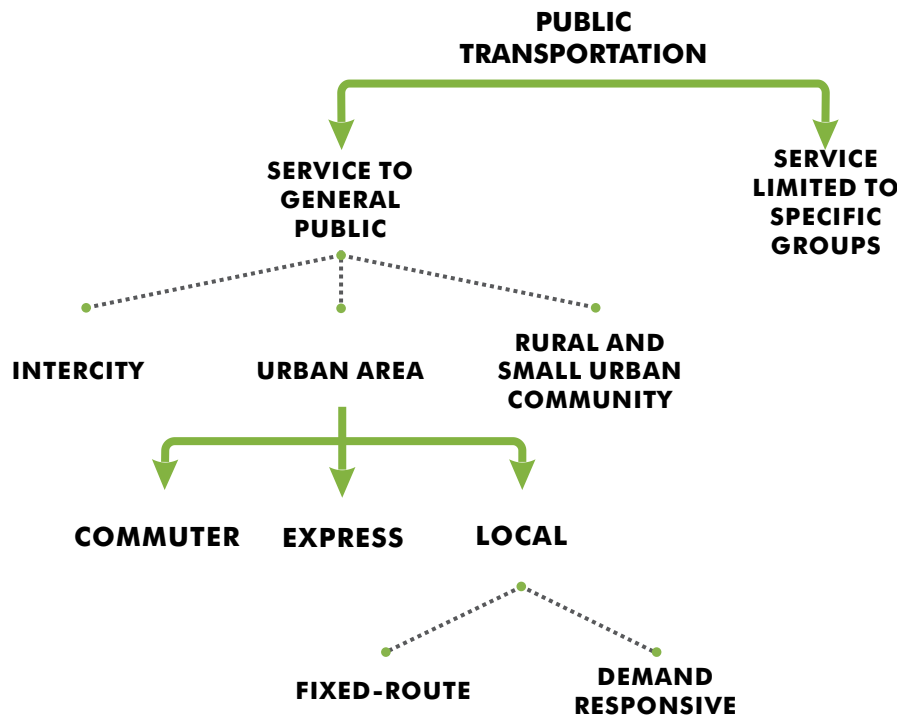 PUBLIC
TRANSPORTATION
SERVICE TO
GENERAL
PUBLIC
SERVICE
LIMITED TO
SPECIFIC
GROUPS
INTERCITY
URBAN AREA
RURAL AND
SMALL URBAN
COMMUNITY
COMMUTER
EXPRESS
LOCAL
FIXED-ROUTE
DEMAND
RESPONSIVE